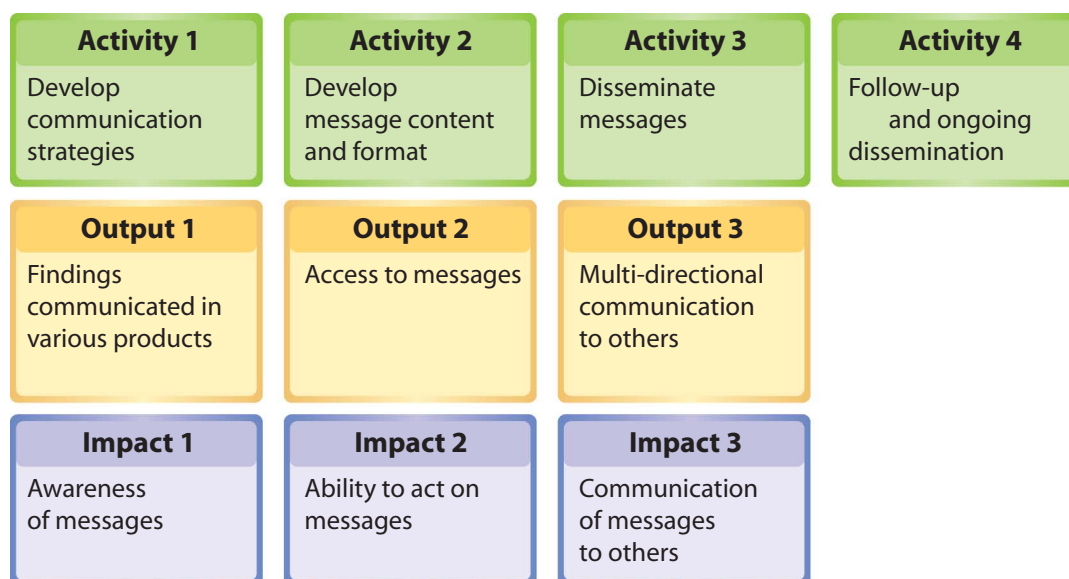 Activity 1
Develop
communication
strategies
Activity 2
Develop
message content
and format
Activity 3
Disseminate
messages
Activity 4
Follow-up
and ongoing
dissemination
Output 1
Findings
communicated in
various products
Output 2
Access to messages
Output 3
Multi-directional
communication
to others
Impact 1
Awareness
of messages
Impact 2
Ability to act on
messages
Impact 3
Communication
of messages
to others